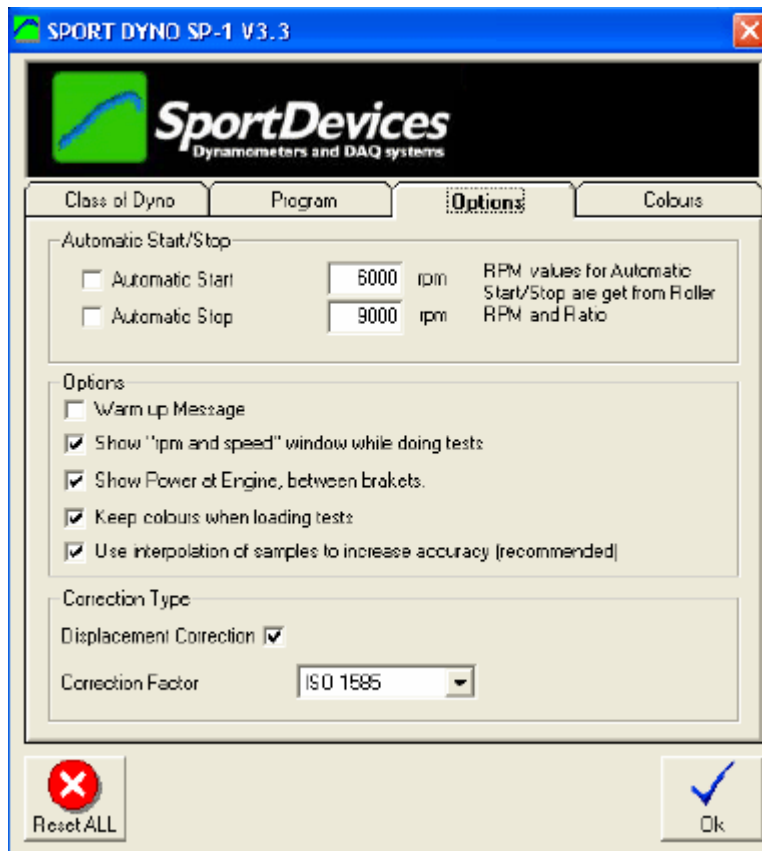 SPORT DYNO SP-1 V3.3
SportDevices
Dynamometers and DAQ systems
Class of Dyno
Program
Options
Colours
Automatic Start/Stop
Automatic Start 6000 rpm
Automatic Stop 9000 rpm
RPM values for Automatic
Start/Stop are get from Roller
RPM and Ratio
Options
Warm up Message
Show "rpm and speed" window while doing tests
Show Power at Engine, between brakets.
Keep colours when loading tests
Use interpolation of samples to increase accuracy (recommended)
Correction Type
Displacement Correction
Correction Factor ISO 1585
Reset ALL
Ok